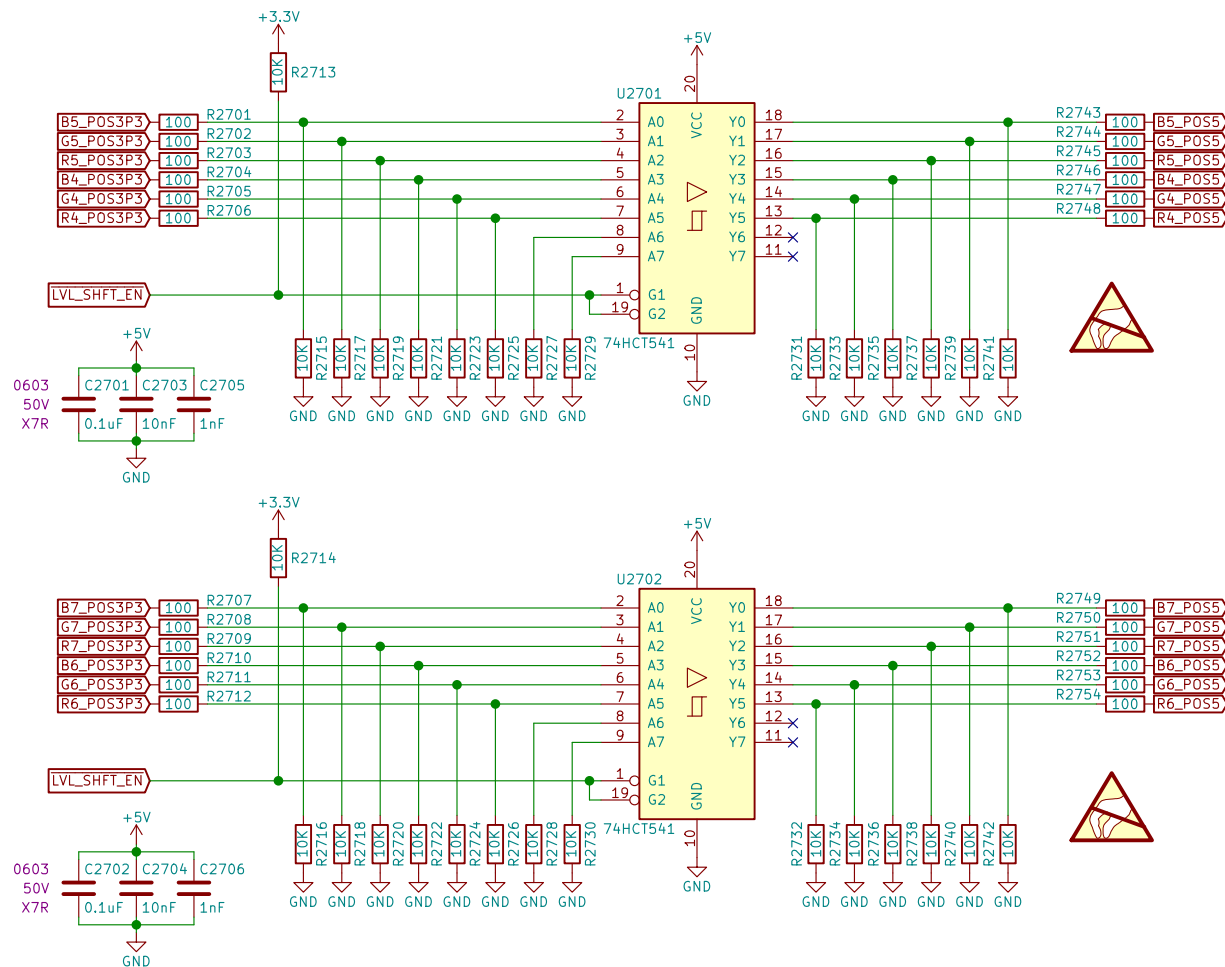 +3.3V
10K R2713
+5V
20
U2701
VCC
B5_POS3P3 100 R2701 2 A0 Y0 18 R2743 100 B5_POS5
G5_POS3P3 100 R2702 3 A1 Y1 17 R2744 100 G5_POS5
R5_POS3P3 100 R2703 4 A2 Y2 16 R2745 100 R5_POS5
B4_POS3P3 100 R2704 5 A3 Y3 15 R2746 100 B4_POS5
G4_POS3P3 100 R2705 6 A4 Y4 14 R2747 100 G4_POS5
R4_POS3P3 100 R2706 7 A5 Y5 13 R2748 100 R4_POS5
8 A6 Y6 12
9 A7 Y7 11
LVL_SHFT_EN 1 G1
19 G2 GND
74HCT541 10
GND
10K R2715 10K R2717 10K R2719 10K R2721 10K R2723 10K R2725 10K R2727 10K R2729
R2731 10K R2733 10K R2735 10K R2737 10K R2739 10K R2741 10K
GND GND GND GND GND GND GND GND
GND GND GND GND GND GND
+5V
0603 C2701 C2703 C2705
50V
X7R 0.1uF 10nF 1nF
GND
+3.3V
10K R2714
+5V
20
U2702
VCC
B7_POS3P3 100 R2707 2 A0 Y0 18 R2749 100 B7_POS5
G7_POS3P3 100 R2708 3 A1 Y1 17 R2750 100 G7_POS5
R7_POS3P3 100 R2709 4 A2 Y2 16 R2751 100 R7_POS5
B6_POS3P3 100 R2710 5 A3 Y3 15 R2752 100 B6_POS5
G6_POS3P3 100 R2711 6 A4 Y4 14 R2753 100 G6_POS5
R6_POS3P3 100 R2712 7 A5 Y5 13 R2754 100 R6_POS5
8 A6 Y6 12
9 A7 Y7 11
LVL_SHFT_EN 1 G1
19 G2 GND
74HCT541 10
GND
10K R2716 10K R2718 10K R2720 10K R2722 10K R2724 10K R2726 10K R2728 10K R2730
R2732 10K R2734 10K R2736 10K R2738 10K R2740 10K R2742 10K
GND GND GND GND GND GND GND GND
GND GND GND GND GND GND
+5V
0603 C2702 C2704 C2706
50V
X7R 0.1uF 10nF 1nF
GND